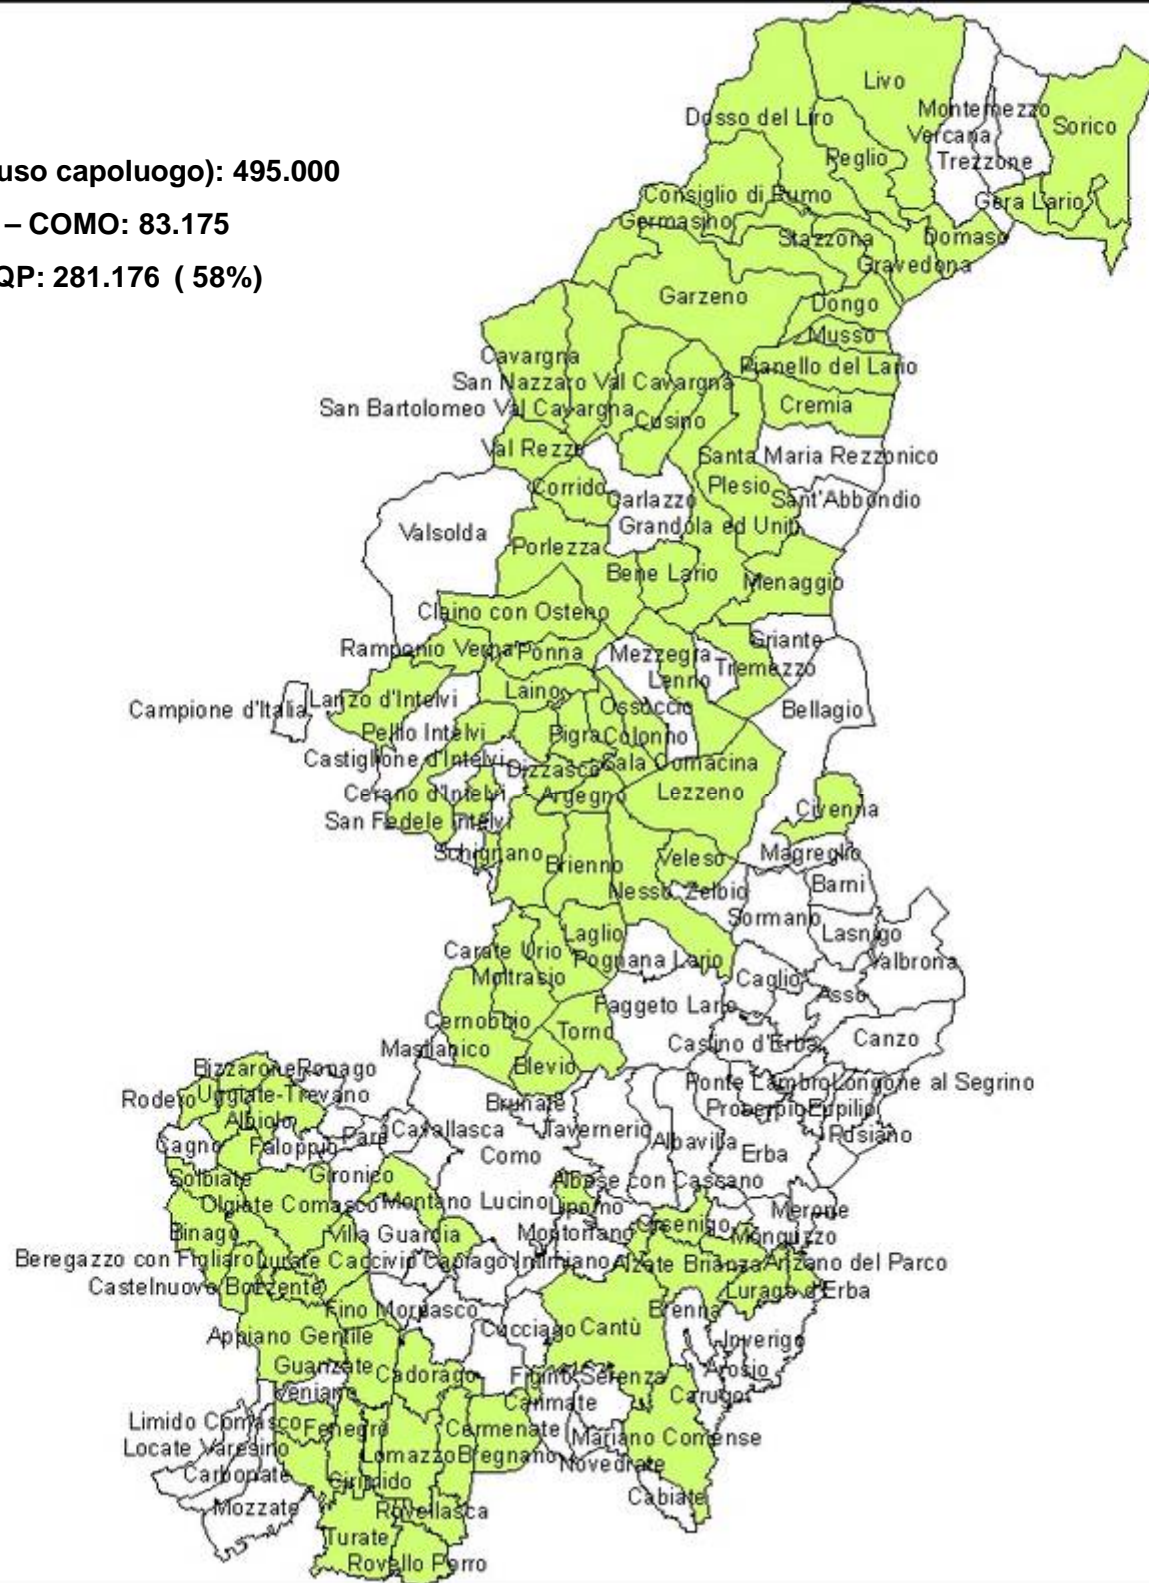 uso capoluogo): 495.000
– COMO: 83.175
QP: 281.176 ( 58%)
Livo
Montemezzo
Dosso del Liro
Vercana
Sorico
Peglio
Trezzone
Consiglio di Rumo
Gera Lario
Germasino
Stazzona
Domaso
Gravedona
Garzeno
Dongo
Musso
Cavargna
Pianello del Lario
San Nazzaro Val Cavargna
San Bartolomeo Val Cavargna
Cremia
Cusino
Val Rezzo
Santa Maria Rezzonico
Corrido
Plesio
Carlazzo
Sant'Abbondio
Grandola ed Uniti
Valsolda
Porlezza
Bene Lario
Menaggio
Claino con Osteno
Griante
Ramponio Verna
Ponna
Mezzegra
Tremezzo
Lenno
Laino
Lanzo d'Intelvi
Campione d'Italia
Ossuccio
Bellagio
Pellio Intelvi
Pigra
Colonno
Castiglione d'Intelvi
Dizzasco
Sala Comacina
Cerano d'Intelvi
Argegno
Lezzeno
Civenna
San Fedele Intelvi
Schignano
Magreglio
Brienno
Veleso
Barni
Nesso
Zelbio
Sormano
Laglio
Lasnigo
Carate Urio
Pognana Lario
Valbrona
Moltrasio
Caglio
Asso
Faggeto Lario
Cernobbio
Torno
Canzo
Maslianico
Caslino d'Erba
Blevio
Bizzarone
Ronago
Ponte Lambro
Longone al Segrino
Rodero
Uggiate-Trevano
Brunate
Proserpio
Eupilio
Albiolo
Parè
Cavallasca
Tavernerio
Albavilla
Pusiano
Cagno
Faloppio
Como
Erba
Solbiate
Gironico
Albese con Cassano
Olgiate Comasco
Montano Lucino
Lipomo
Merone
Binago
Villa Guardia
Montorfano
Orsenigo
Monguzzo
Beregazzo con Figliaro
Lurate Caccivio
Capiago Intimiano
Alzate Brianza
Anzano del Parco
Castelnuovo Bozzente
Lurago d'Erba
Fino Mornasco
Brenna
Appiano Gentile
Cucciago
Cantù
Inverigo
Guanzate
Cadorago
Figino Serenza
Arosio
Veniano
Carimate
Carugo
Limido Comasco
Fenegrò
Cermenate
Mariano Comense
Locate Varesino
Lomazzo
Bregnano
Novedrate
Carbonate
Cirimido
Cabiate
Mozzate
Rovellasca
Turate
Rovello Porro